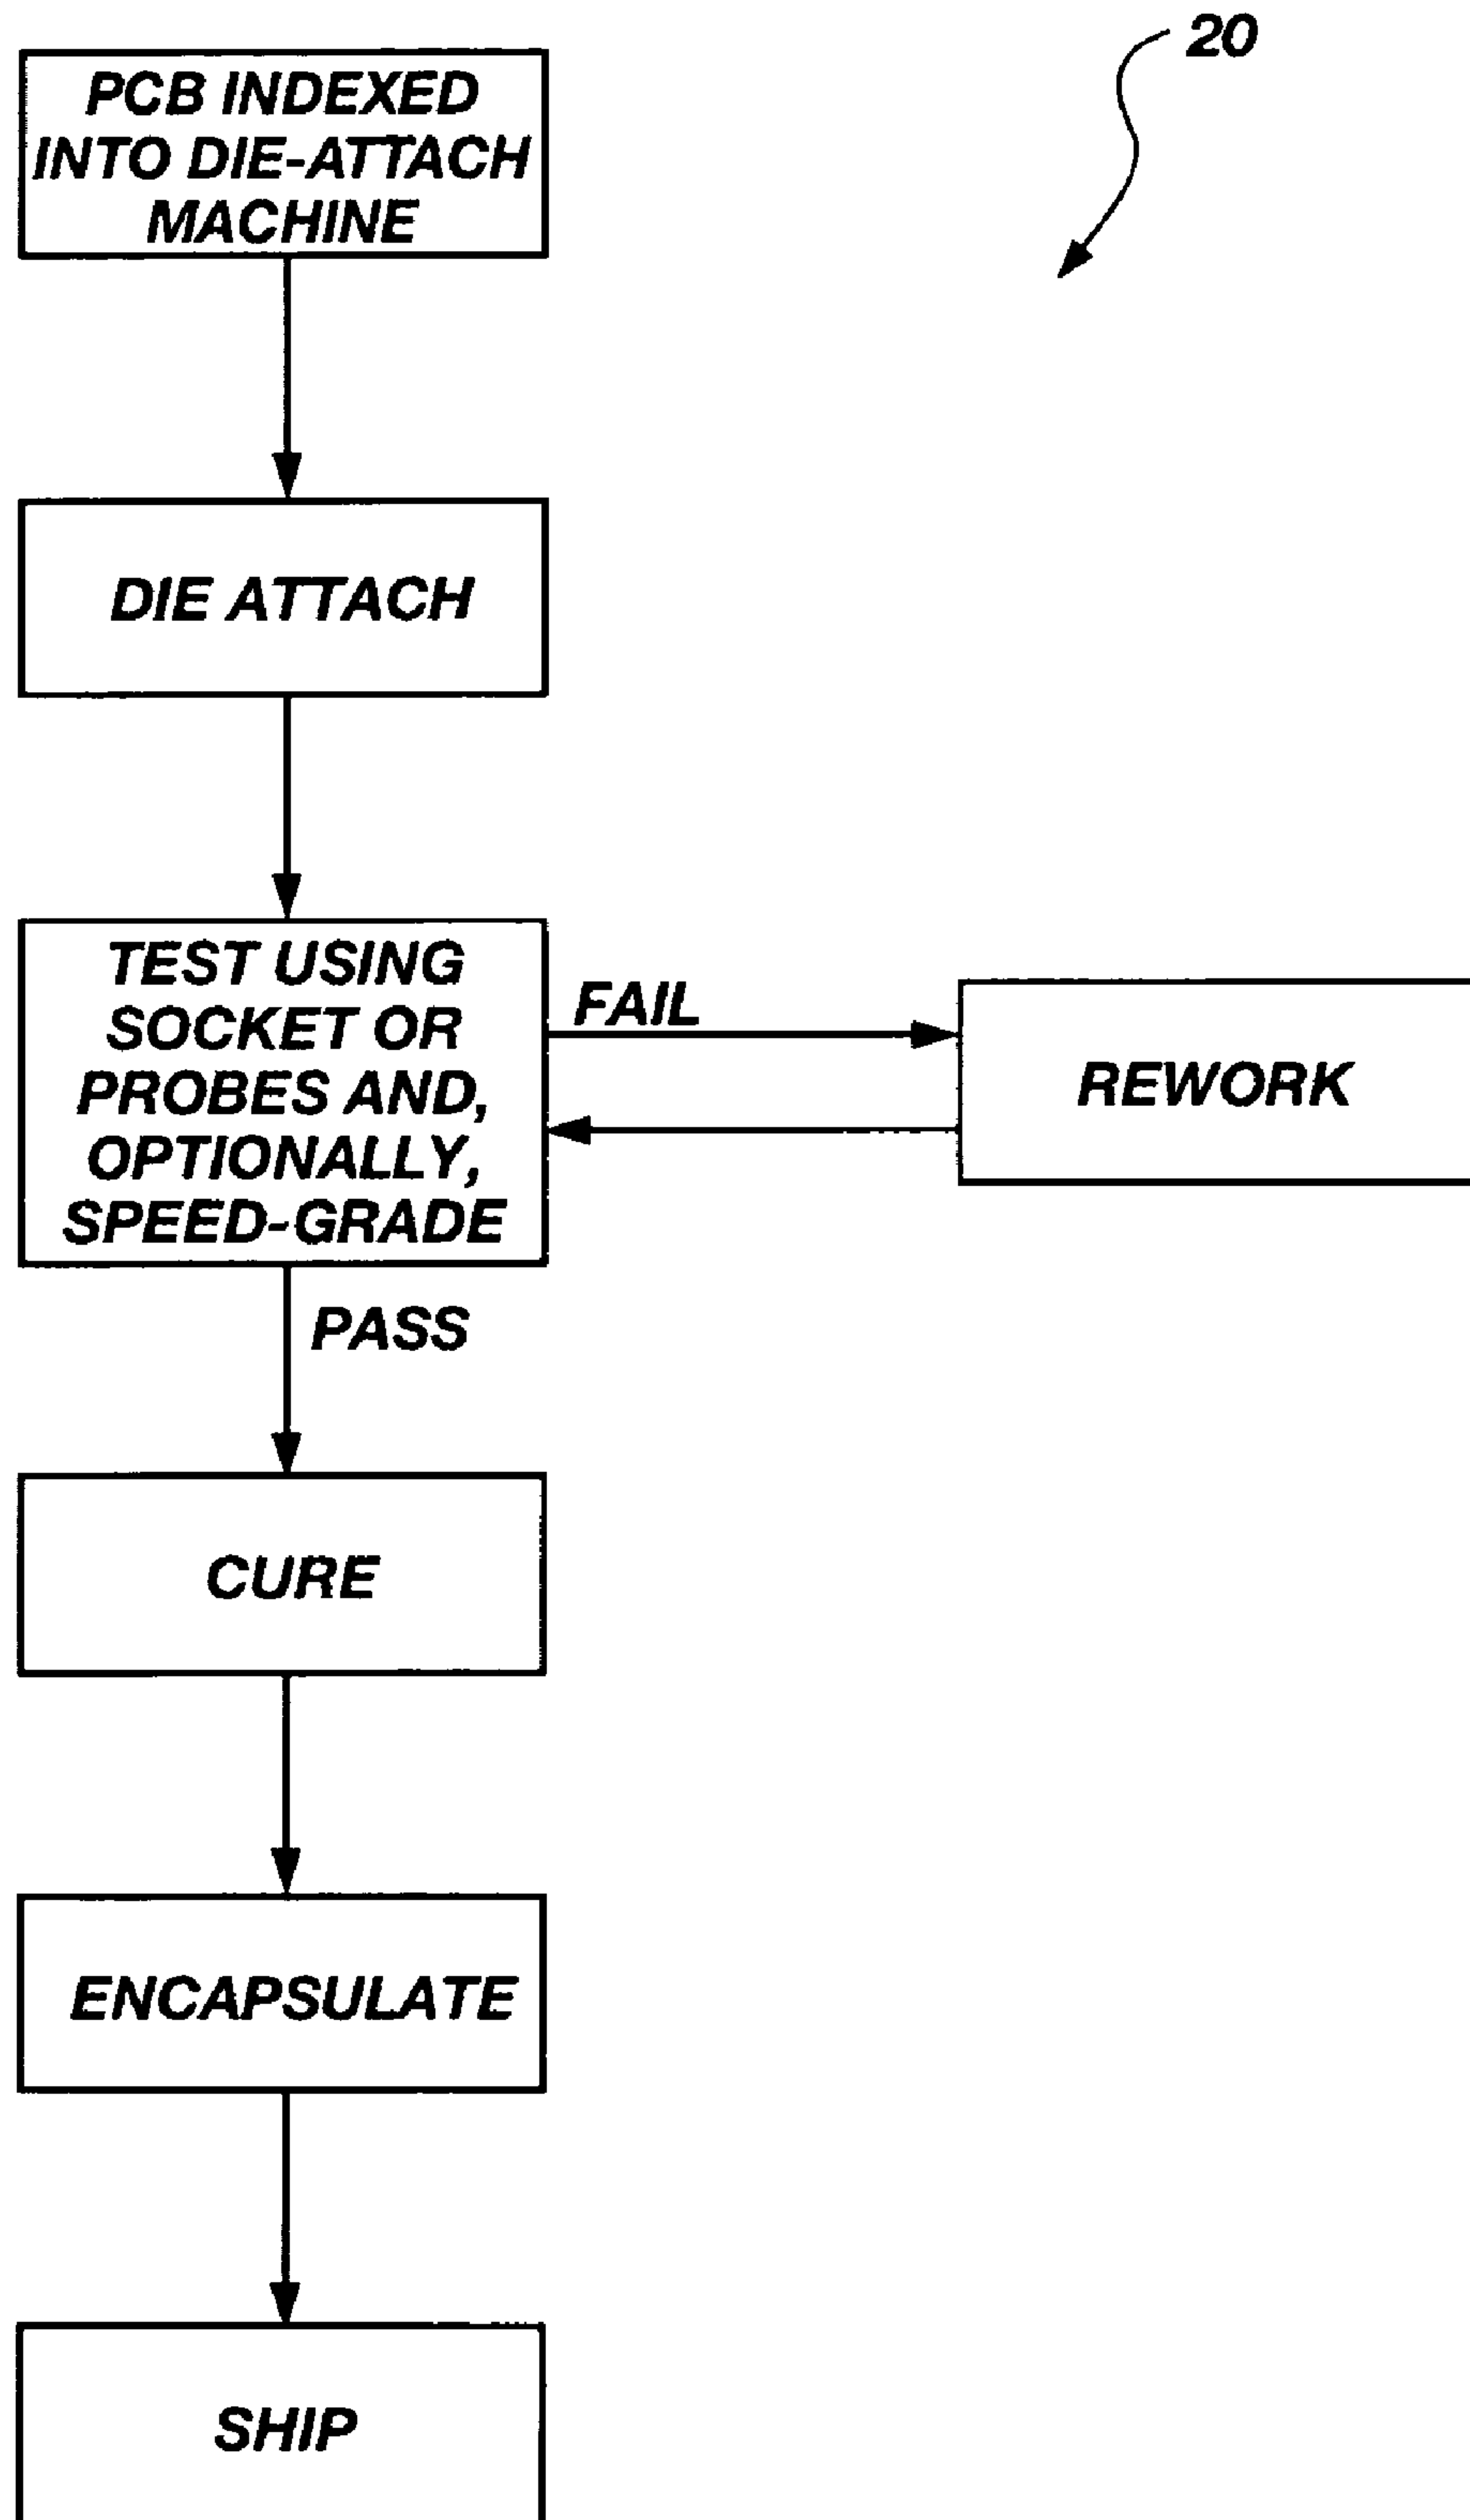 20
PCB INDEXED
INTO DIE-ATTACH
MACHINE
DIE ATTACH
TEST USING
SOCKET OR
PROBES AND,
OPTIONALLY,
SPEED-GRADE
FAIL
REWORK
PASS
CURE
ENCAPSULATE
SHIP